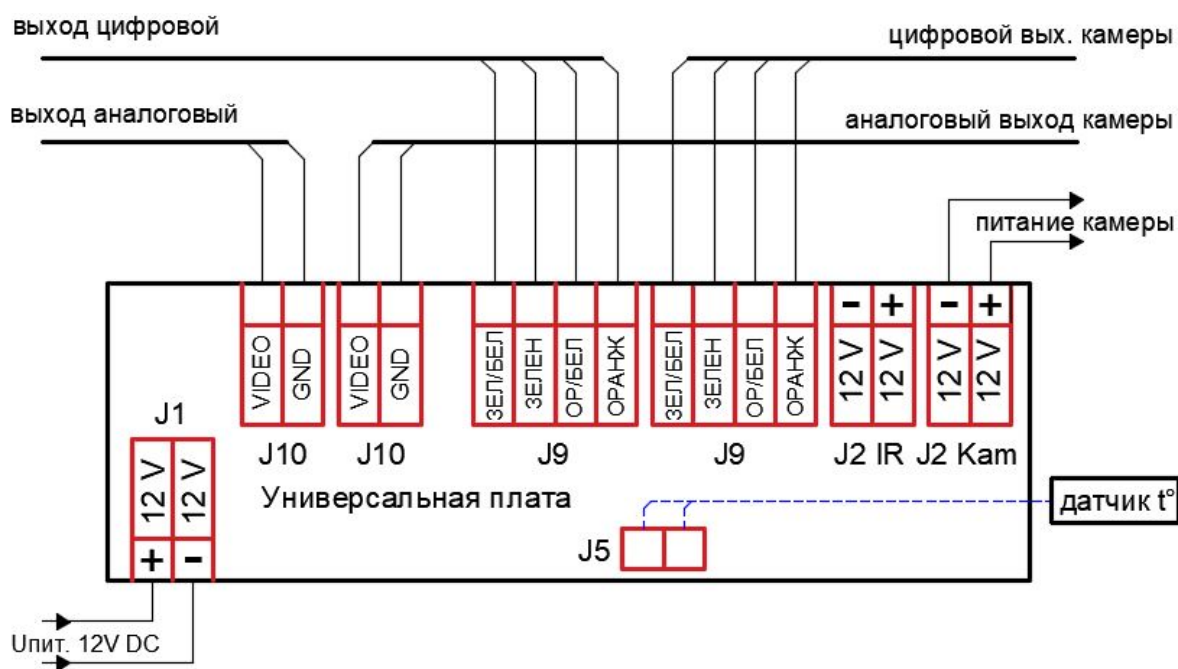 выход цифровой
цифровой вых. камеры
выход аналоговый
аналоговый выход камеры
питание камеры
- + - +
VIDEO GND VIDEO GND ЗЕЛ/БЕЛ ЗЕЛЕН ОР/БЕЛ ОРАНЖ ЗЕЛ/БЕЛ ЗЕЛЕН ОР/БЕЛ ОРАНЖ 12 V 12 V 12 V 12 V
J1
J10 J10 J9 J9 J2 IR J2 Kam
12 V 12 V
Универсальная плата
датчик t°
J5
+ -
Uпит. 12V DC